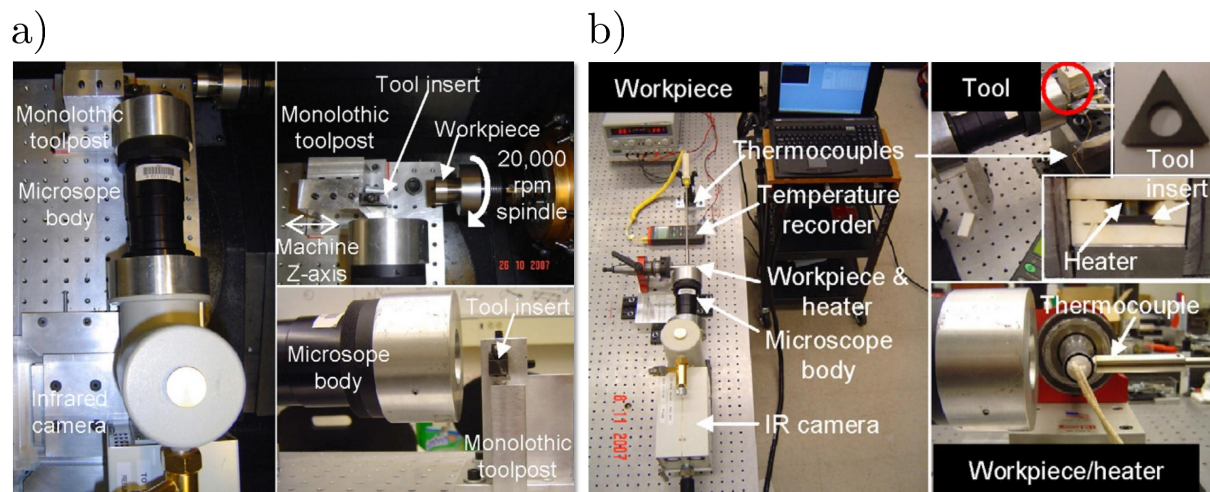 a)
Monolothic
toolpost
Microsope
body
Infrared
camera
Tool insert
Monolothic
toolpost
Workpiece
20,000
rpm
spindle
Machine
Z-axis
26 10 2007
Tool insert
Microsope
body
Monolothic
toolpost
b)
Workpiece
Thermocouples
Temperature
recorder
Workpiece &
heater
Microscope
body
IR camera
6 11 2007
Tool
Tool
insert
Heater
Thermocouple
Workpiece/heater